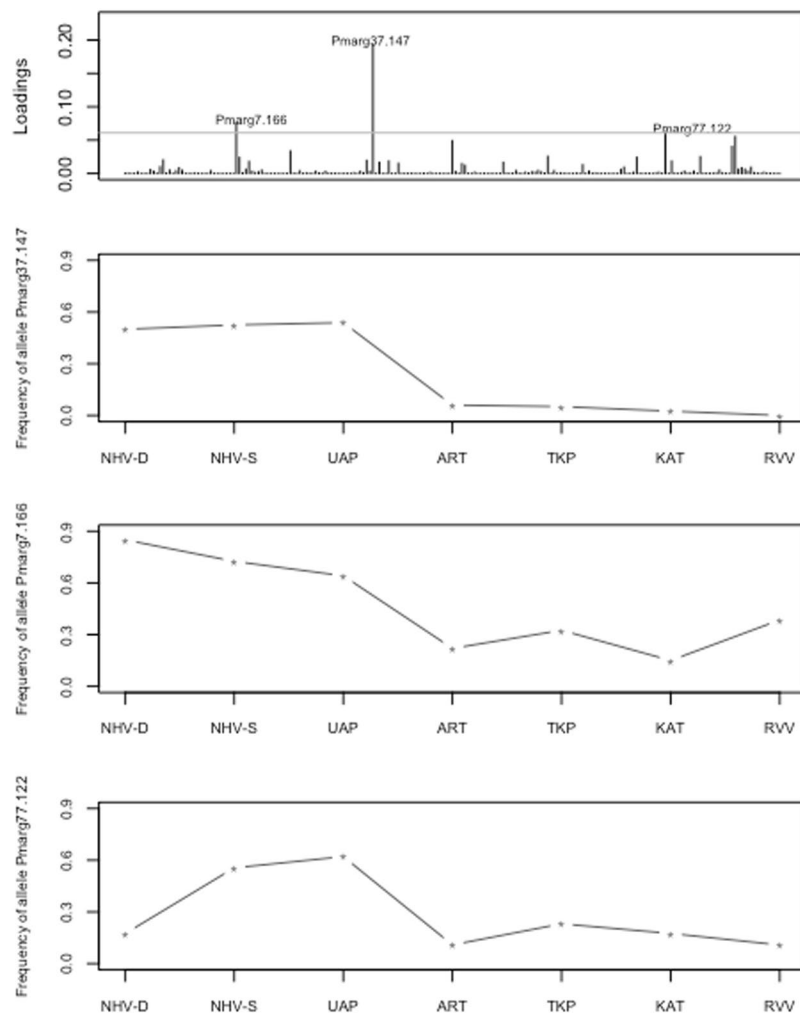 Loadings
0.20
0.10
0.00
Pmarg37.147
Pmarg7.166
Pmarg77.122
Frequency of allele Pmarg37.147
0.9
0.6
0.3
0.0
NHV-D NHV-S UAP ART TKP KAT RVV
Frequency of allele Pmarg7.166
0.9
0.6
0.3
0.0
NHV-D NHV-S UAP ART TKP KAT RVV
Frequency of allele Pmarg77.122
0.9
0.6
0.3
0.0
NHV-D NHV-S UAP ART TKP KAT RVV